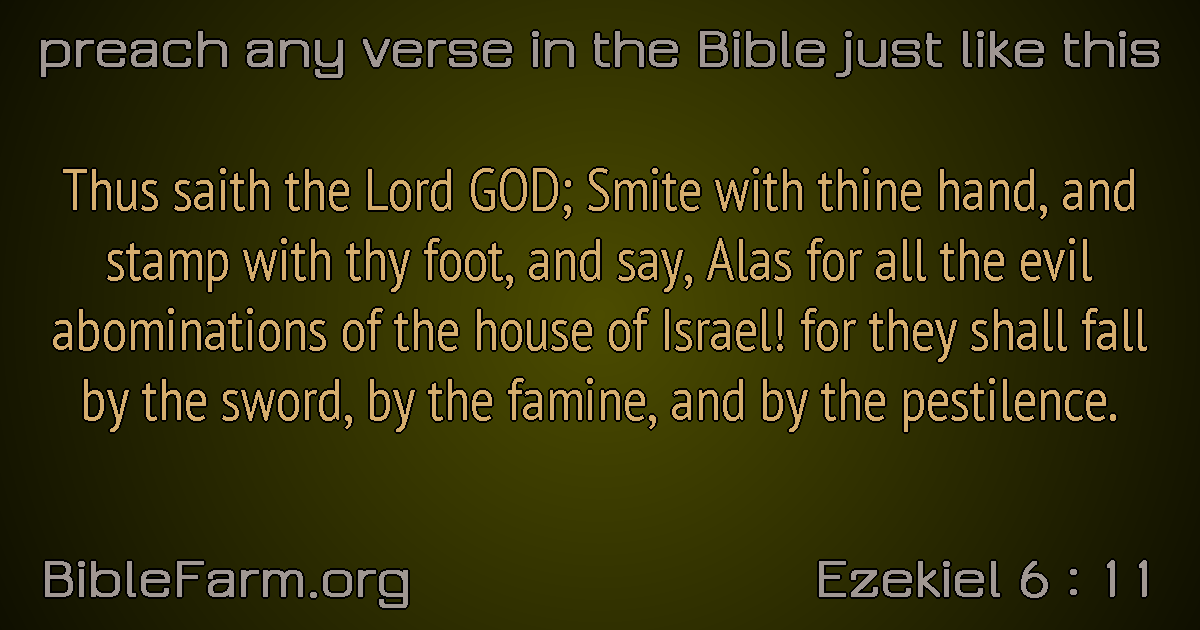 preach any verse in the Bible just like this
Thus saith the Lord GOD; Smite with thine hand, and
stamp with thy foot, and say, Alas for all the evil
abominations of the house of Israel! for they shall fall
by the sword, by the famine, and by the pestilence.
BibleFarm.org
Ezekiel 6 : 11